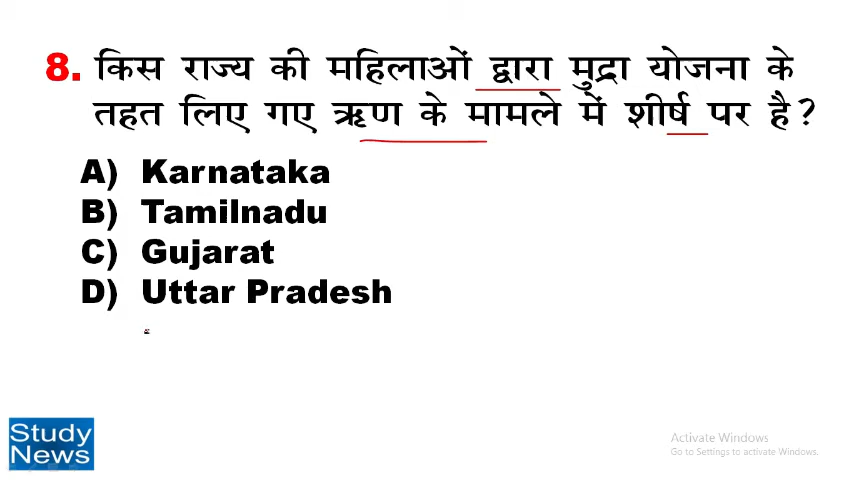 8. किस राज्य की महिलाओं द्वारा मुद्रा योजना के
तहत लिए गए ऋण के मामले में शीर्ष पर है?
A) Karnataka
B) Tamilnadu
C) Gujarat
D) Uttar Pradesh
Study
News
Activate Windows
Go to Settings to activate Windows.